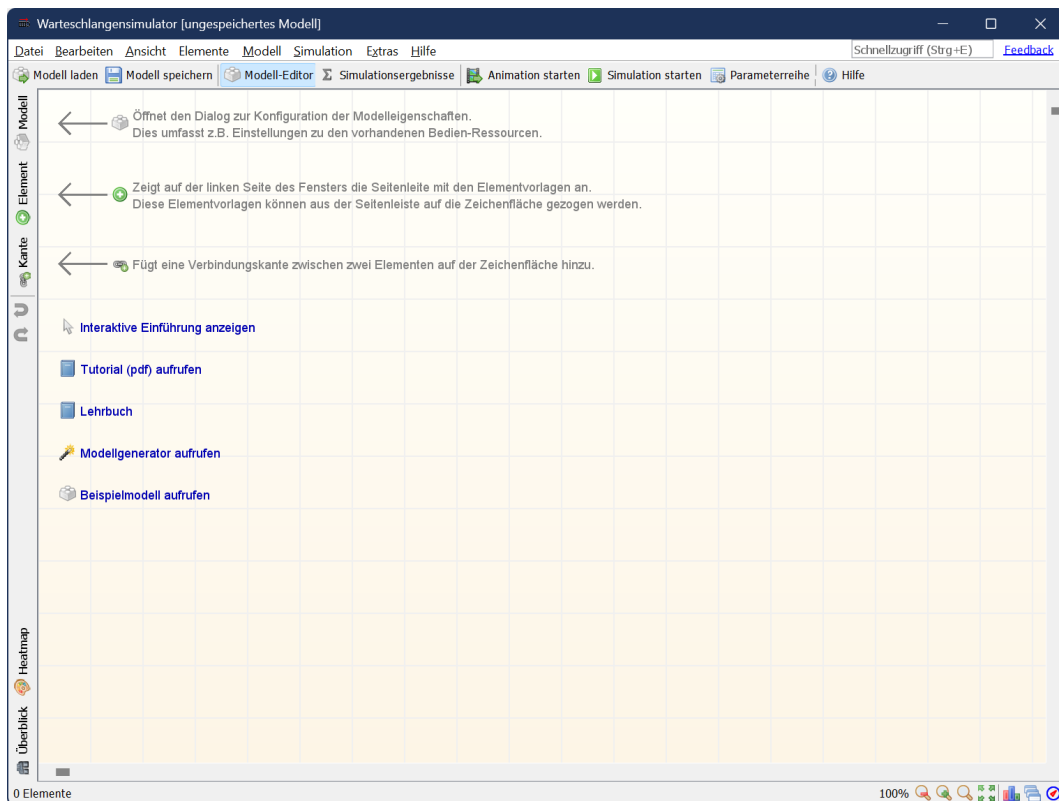 Warteschlangensimulator [ungespeichertes Modell]
Datei Bearbeiten Ansicht Elemente Modell Simulation Extras Hilfe Schnellzugriff (Strg+E) Feedback
Modell laden Modell speichern Modell-Editor Σ Simulationsergebnisse Animation starten Simulation starten Parameterreihe Hilfe
Modell
Element
Kante
Öffnet den Dialog zur Konfiguration der Modelleigenschaften.
Dies umfasst z.B. Einstellungen zu den vorhandenen Bedien-Ressourcen.
Zeigt auf der linken Seite des Fensters die Seitenleite mit den Elementvorlagen an.
Diese Elementvorlagen können aus der Seitenleiste auf die Zeichenfläche gezogen werden.
Fügt eine Verbindungskante zwischen zwei Elementen auf der Zeichenfläche hinzu.
Interaktive Einführung anzeigen
Tutorial (pdf) aufrufen
Lehrbuch
Modellgenerator aufrufen
Beispielmodell aufrufen
Heatmap
Überblick
0 Elemente 100%